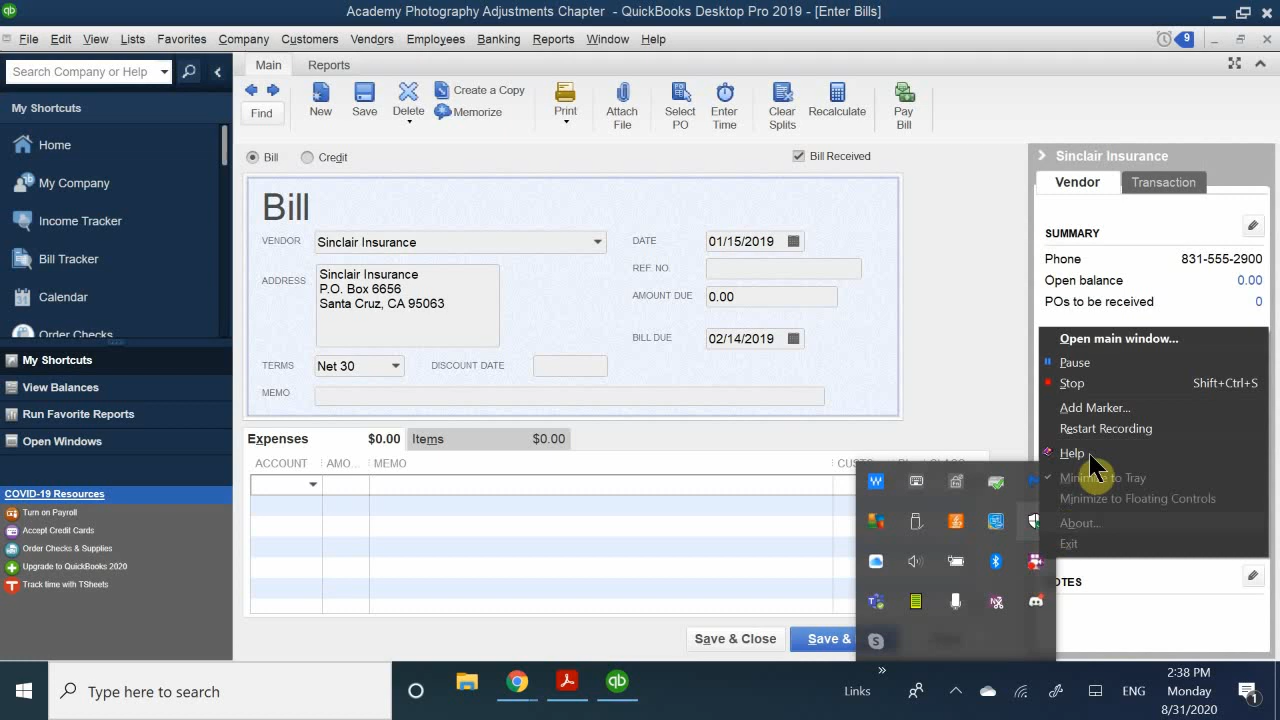 Academy Photography Adjustments Chapter - QuickBooks Desktop Pro 2019 - [Enter Bills]
File Edit View Lists Favorites Company Customers Vendors Employees Banking Reports Window Help
9
Search Company or Help
My Shortcuts
Home
My Company
Income Tracker
Bill Tracker
Calendar
Order Checks
My Shortcuts
View Balances
Run Favorite Reports
Open Windows
COVID-19 Resources
Turn on Payroll
Accept Credit Cards
Order Checks & Supplies
Upgrade to QuickBooks 2020
Track time with TSheets
Main Reports
Find
New
Save
Delete
Create a Copy
Memorize
Print
Attach
File
Select
PO
Enter
Time
Clear
Splits
Recalculate
Pay
Bill
Bill Credit Bill Received
Bill
VENDOR Sinclair Insurance
DATE 01/15/2019
REF. NO.
ADDRESS
Sinclair Insurance
P.O. Box 6656
Santa Cruz, CA 95063
AMOUNT DUE 0.00
BILL DUE 02/14/2019
TERMS Net 30 DISCOUNT DATE
MEMO
Expenses $0.00 Items $0.00
ACCOUNT AMO... MEMO
Save & Close Save &
Sinclair Insurance
Vendor Transaction
SUMMARY
Phone 831-555-2900
Open balance 0.00
POs to be received 0
Open main window...
Pause
Stop Shift+Ctrl+S
Add Marker...
Restart Recording
Help
Minimize to Tray
Minimize to Floating Controls
About...
Exit
OTES
Type here to search
Links
ENG
2:38 PM
Monday
8/31/2020
1